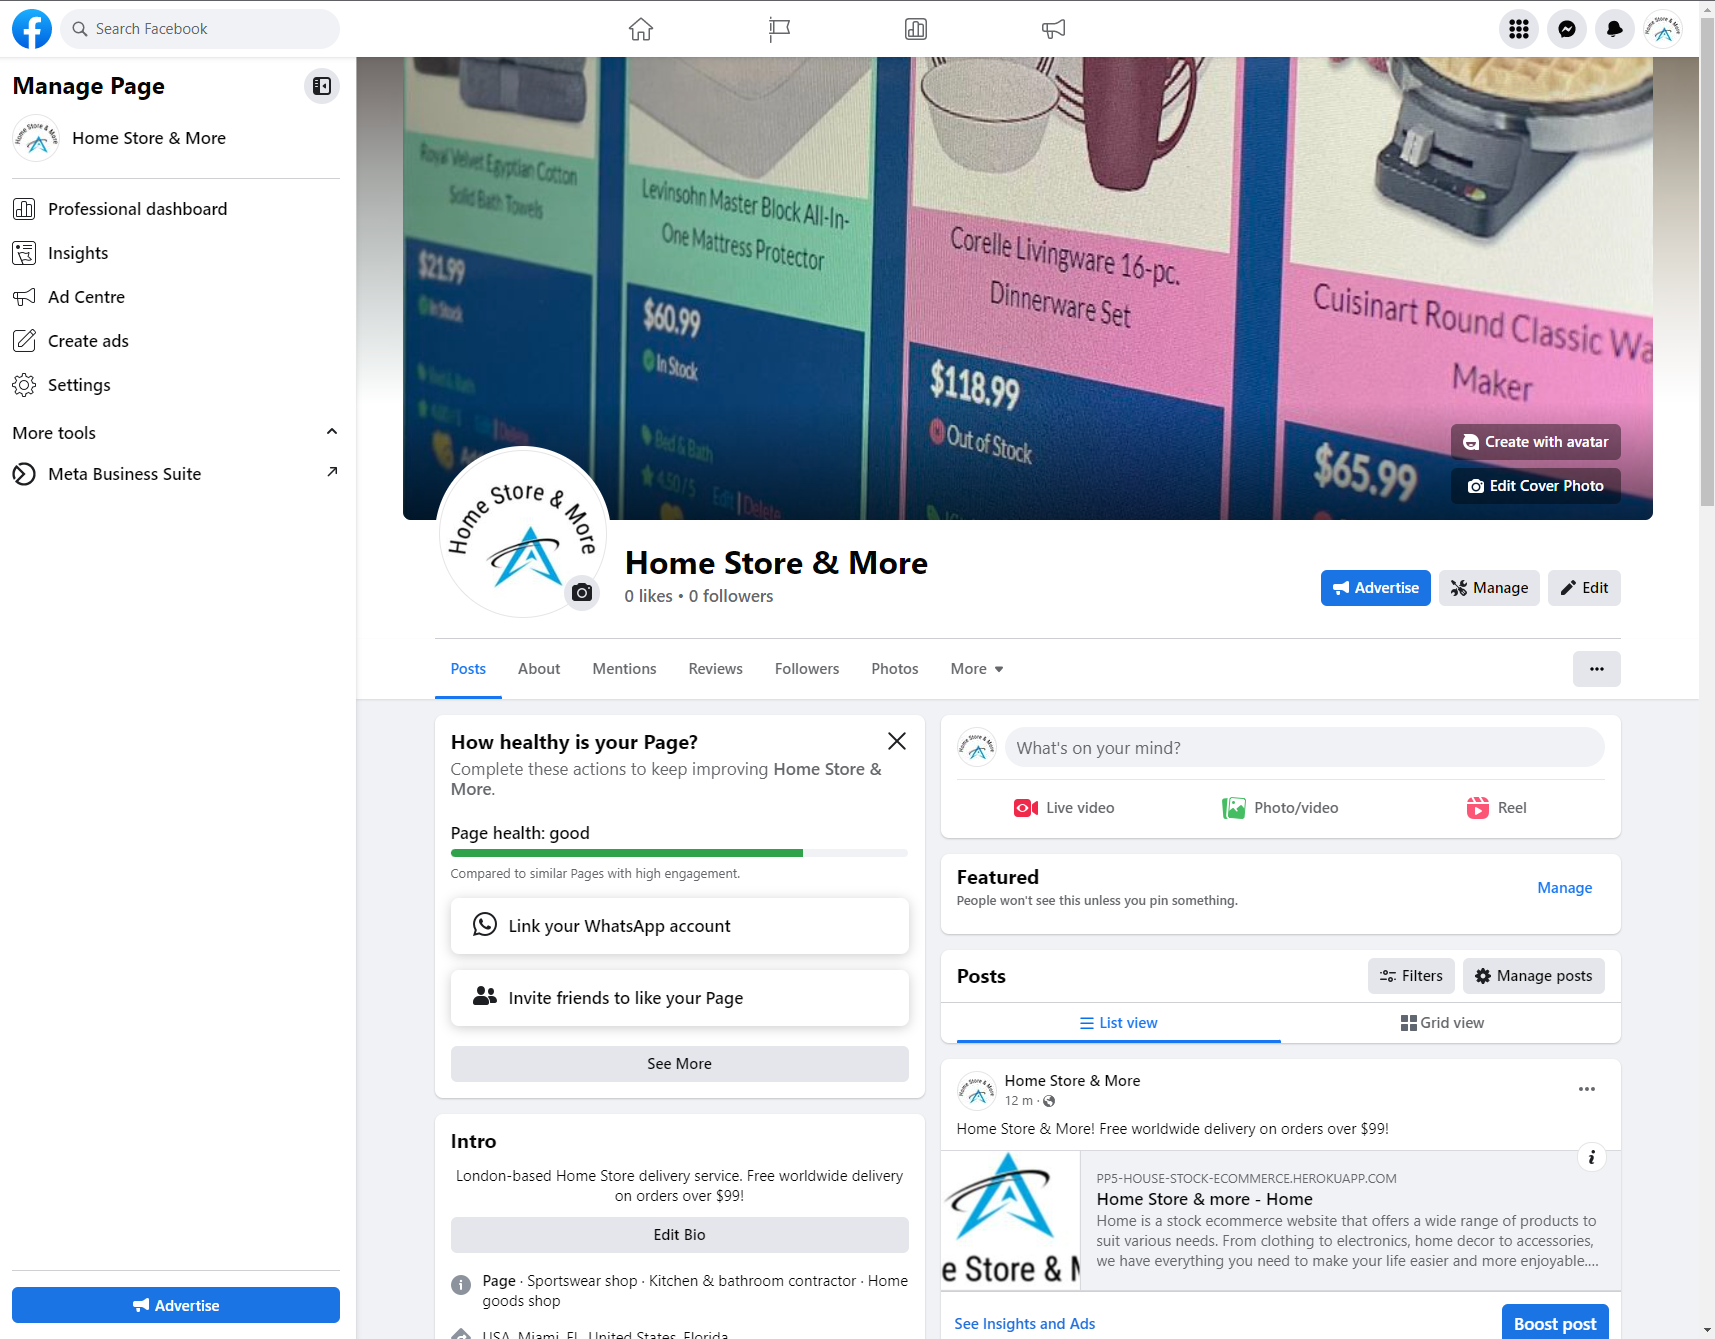 Search Facebook
Manage Page
Home Store & More
Professional dashboard
Insights
Ad Centre
Create ads
Settings
More tools
Meta Business Suite
Advertise
Royal Velvet Egyptian Cotton
Solid Bath Towels
$21.99
In Stock
Bed & Bath
Levinsohn Master Block All-In-
One Mattress Protector
$60.99
In Stock
Bed & Bath
4.50 / 5 Edit | Delete
Corelle Livingware 16-pc.
Dinnerware Set
$118.99
Out of Stock
Cuisinart Round Classic Wa
Maker
$65.99
Create with avatar
Edit Cover Photo
Home Store & More
Home Store & More
0 likes • 0 followers
Advertise
Manage
Edit
Posts
About
Mentions
Reviews
Followers
Photos
More
How healthy is your Page?
Complete these actions to keep improving Home Store &
More.
Page health: good
Compared to similar Pages with high engagement.
Link your WhatsApp account
Invite friends to like your Page
See More
Intro
London-based Home Store delivery service. Free worldwide delivery
on orders over $99!
Edit Bio
Page · Sportswear shop · Kitchen & bathroom contractor · Home
goods shop
USA, Miami, FL, United States, Florida
What's on your mind?
Live video
Photo/video
Reel
Featured
People won't see this unless you pin something.
Manage
Posts
Filters
Manage posts
List view
Grid view
Home Store & More
12 m ·
Home Store & More! Free worldwide delivery on orders over $99!
e Store & M
PP5-HOUSE-STOCK-ECOMMERCE.HEROKUAPP.COM
Home Store & more - Home
Home is a stock ecommerce website that offers a wide range of products to
suit various needs. From clothing to electronics, home decor to accessories,
we have everything you need to make your life easier and more enjoyable....
See Insights and Ads
Boost post